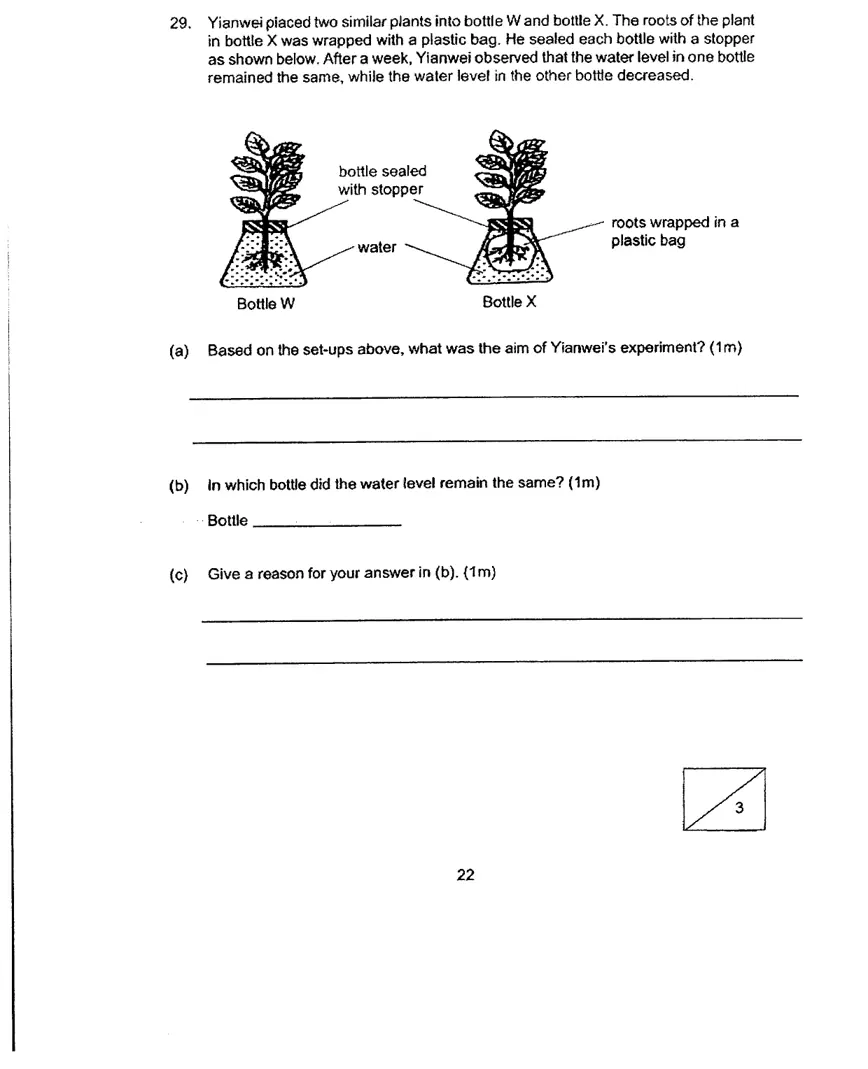 29. Yianwei placed two similar plants into bottle W and bottle X. The roots of the plant
in bottle X was wrapped with a plastic bag. He sealed each bottle with a stopper
as shown below. After a week, Yianwei observed that the water level in one bottle
remained the same, while the water level in the other bottle decreased.
bottle sealed
with stopper
roots wrapped in a
plastic bag
water
Bottle W
Bottle X
(a) Based on the set-ups above, what was the aim of Yianwei's experiment? (1m)
(b) In which bottle did the water level remain the same? (1m)
Bottle
(c) Give a reason for your answer in (b). (1m)
3
22